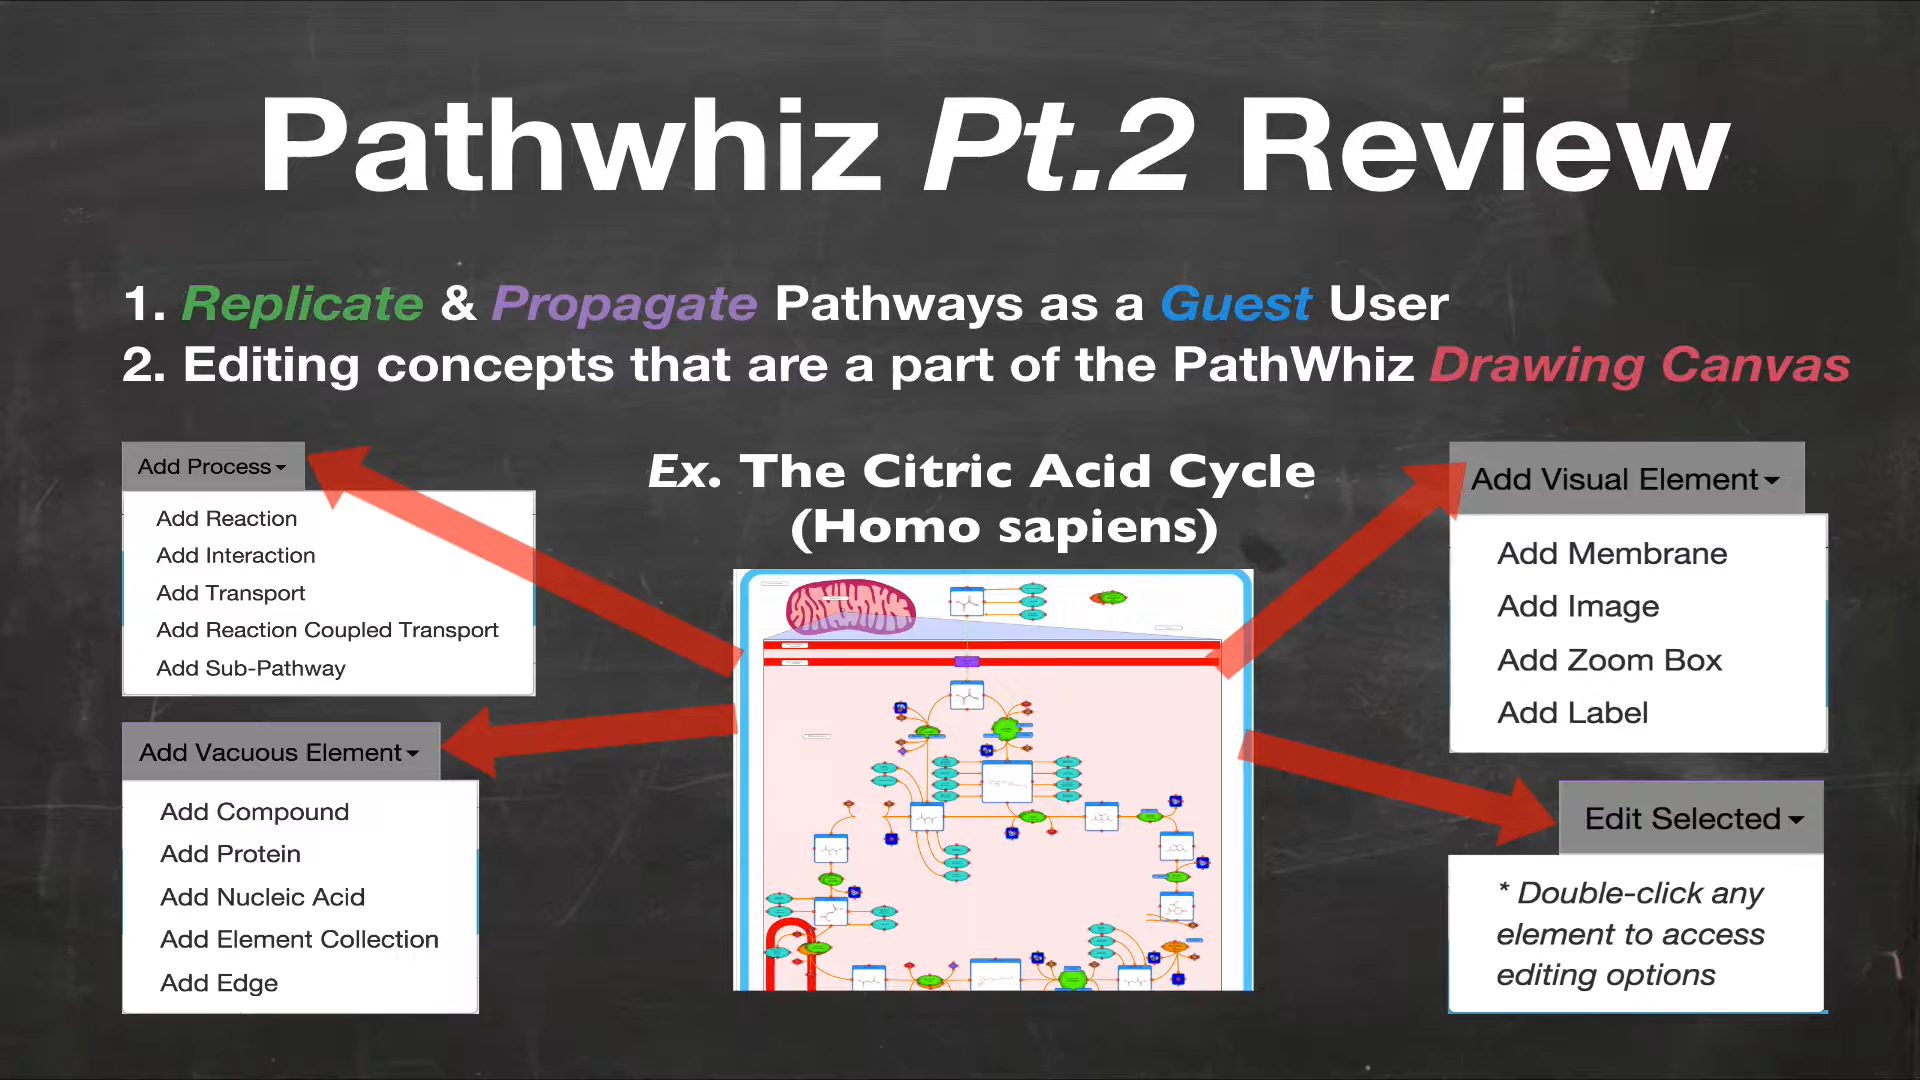 Pathwhiz Pt.2 Review
1. Replicate & Propagate Pathways as a Guest User
2. Editing concepts that are a part of the PathWhiz Drawing Canvas
Add Process
Add Reaction
Add Interaction
Add Transport
Add Reaction Coupled Transport
Add Sub-Pathway
Add Vacuous Element
Add Compound
Add Protein
Add Nucleic Acid
Add Element Collection
Add Edge
Ex. The Citric Acid Cycle
(Homo sapiens)
Add Visual Element
Add Membrane
Add Image
Add Zoom Box
Add Label
Edit Selected
* Double-click any
element to access
editing options